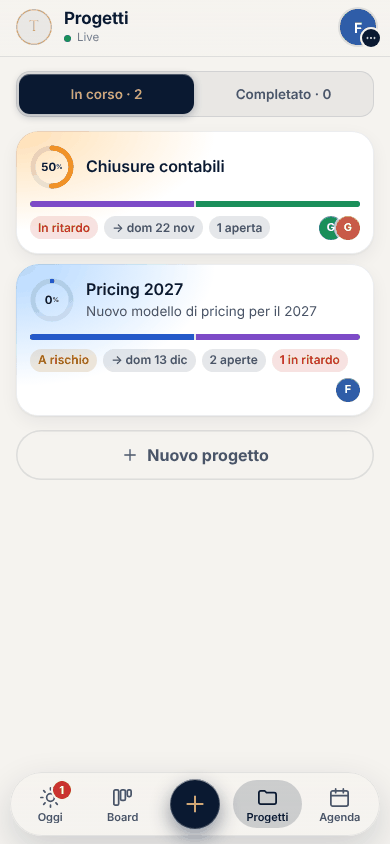 T
Progetti
Live
F
In corso · 2
Completato · 0
50%
Chiusure contabili
In ritardo
→ dom 22 nov
1 aperta
G
G
0%
Pricing 2027
Nuovo modello di pricing per il 2027
A rischio
→ dom 13 dic
2 aperte
1 in ritardo
F
+ Nuovo progetto
1
Oggi
Board
+
Progetti
Agenda